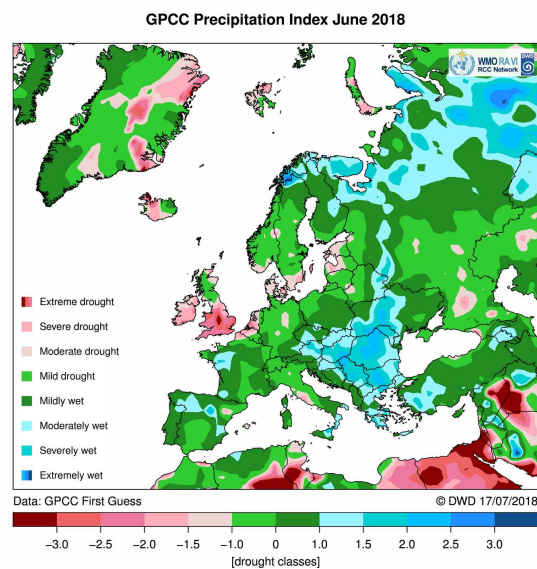 GPCC Precipitation Index June 2018
WMO RA VI
RCC Network
DWD
Extreme drought
Severe drought
Moderate drought
Mild drought
Mildly wet
Moderately wet
Severely wet
Extremely wet
Data: GPCC First Guess
© DWD 17/07/2018
−3.0 −2.5 −2.0 −1.5 −1.0 0 1.0 1.5 2.0 2.5 3.0
[drought classes]